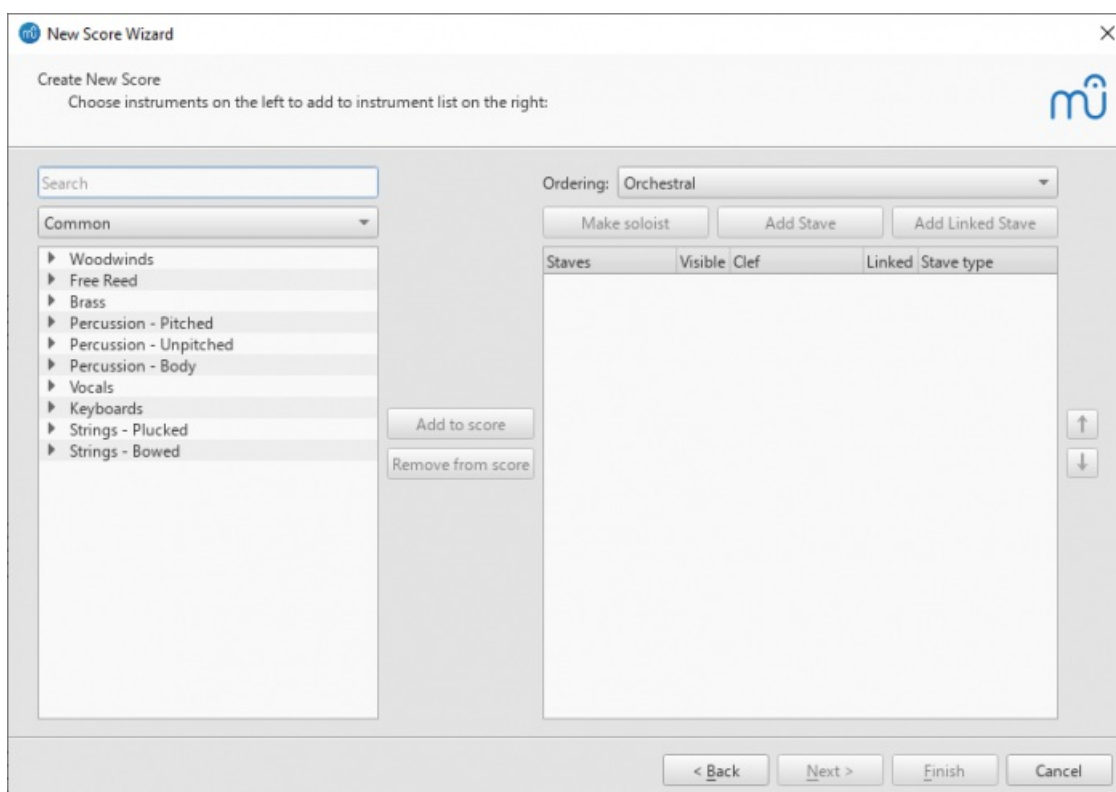 New Score Wizard
Create New Score
Choose instruments on the left to add to instrument list on the right:
Search
Common
Woodwinds
Free Reed
Brass
Percussion - Pitched
Percussion - Unpitched
Percussion - Body
Vocals
Keyboards
Strings - Plucked
Strings - Bowed
Add to score
Remove from score
Ordering: Orchestral
Make soloist Add Stave Add Linked Stave
Staves Visible Clef Linked Stave type
< Back Next > Finish Cancel